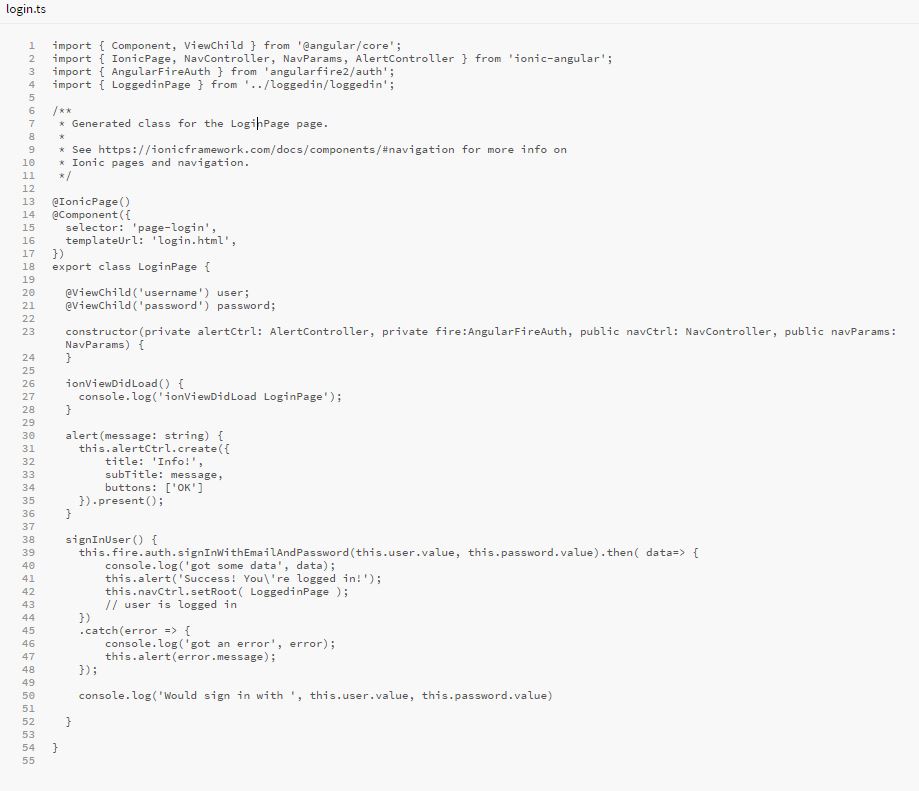 login.ts
1 import { Component, ViewChild } from '@angular/core';
2 import { IonicPage, NavController, NavParams, AlertController } from 'ionic-angular';
3 import { AngularFireAuth } from 'angularfire2/auth';
4 import { LoggedinPage } from '../loggedin/loggedin';
5
6 /**
7  * Generated class for the LoginPage page.
8  *
9  * See https://ionicframework.com/docs/components/#navigation for more info on
10  * Ionic pages and navigation.
11  */
12
13 @IonicPage()
14 @Component({
15   selector: 'page-login',
16   templateUrl: 'login.html',
17 })
18 export class LoginPage {
19
20   @ViewChild('username') user;
21   @ViewChild('password') password;
22
23   constructor(private alertCtrl: AlertController, private fire:AngularFireAuth, public navCtrl: NavController, public navParams:
  NavParams) {
24   }
25
26   ionViewDidLoad() {
27     console.log('ionViewDidLoad LoginPage');
28   }
29
30   alert(message: string) {
31     this.alertCtrl.create({
32         title: 'Info!',
33         subTitle: message,
34         buttons: ['OK']
35     }).present();
36   }
37
38   signInUser() {
39     this.fire.auth.signInWithEmailAndPassword(this.user.value, this.password.value).then( data=> {
40         console.log('got some data', data);
41         this.alert('Success! You\'re logged in!');
42         this.navCtrl.setRoot( LoggedinPage );
43         // user is logged in
44     })
45     .catch(error => {
46         console.log('got an error', error);
47         this.alert(error.message);
48     });
49
50     console.log('Would sign in with ', this.user.value, this.password.value)
51
52   }
53
54 }
55